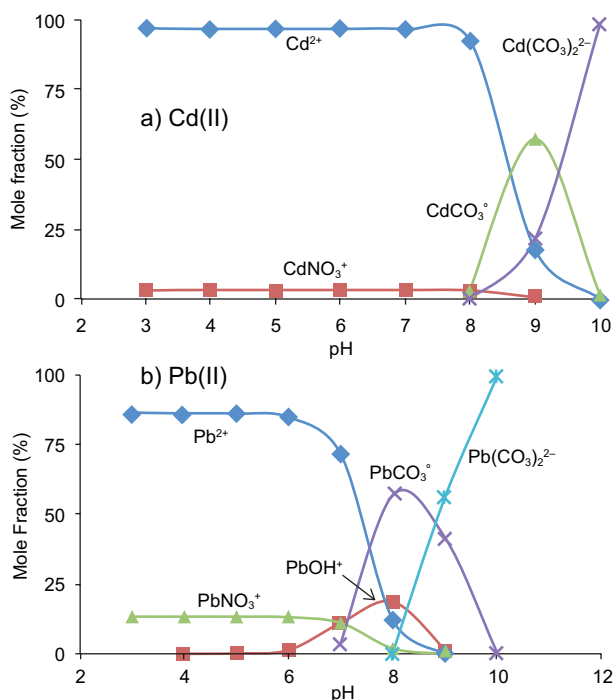 100
75
50
25
0
Mole fraction (%)
a) Cd(II)
Cd²⁺
Cd(CO₃)₂²⁻
CdCO₃°
CdNO₃⁺
2 3 4 5 6 7 8 9 10
pH
100
75
50
25
0
Mole Fraction (%)
b) Pb(II)
Pb²⁺
PbCO₃°
Pb(CO₃)₂²⁻
PbOH⁺
PbNO₃⁺
2 4 6 8 10 12
pH